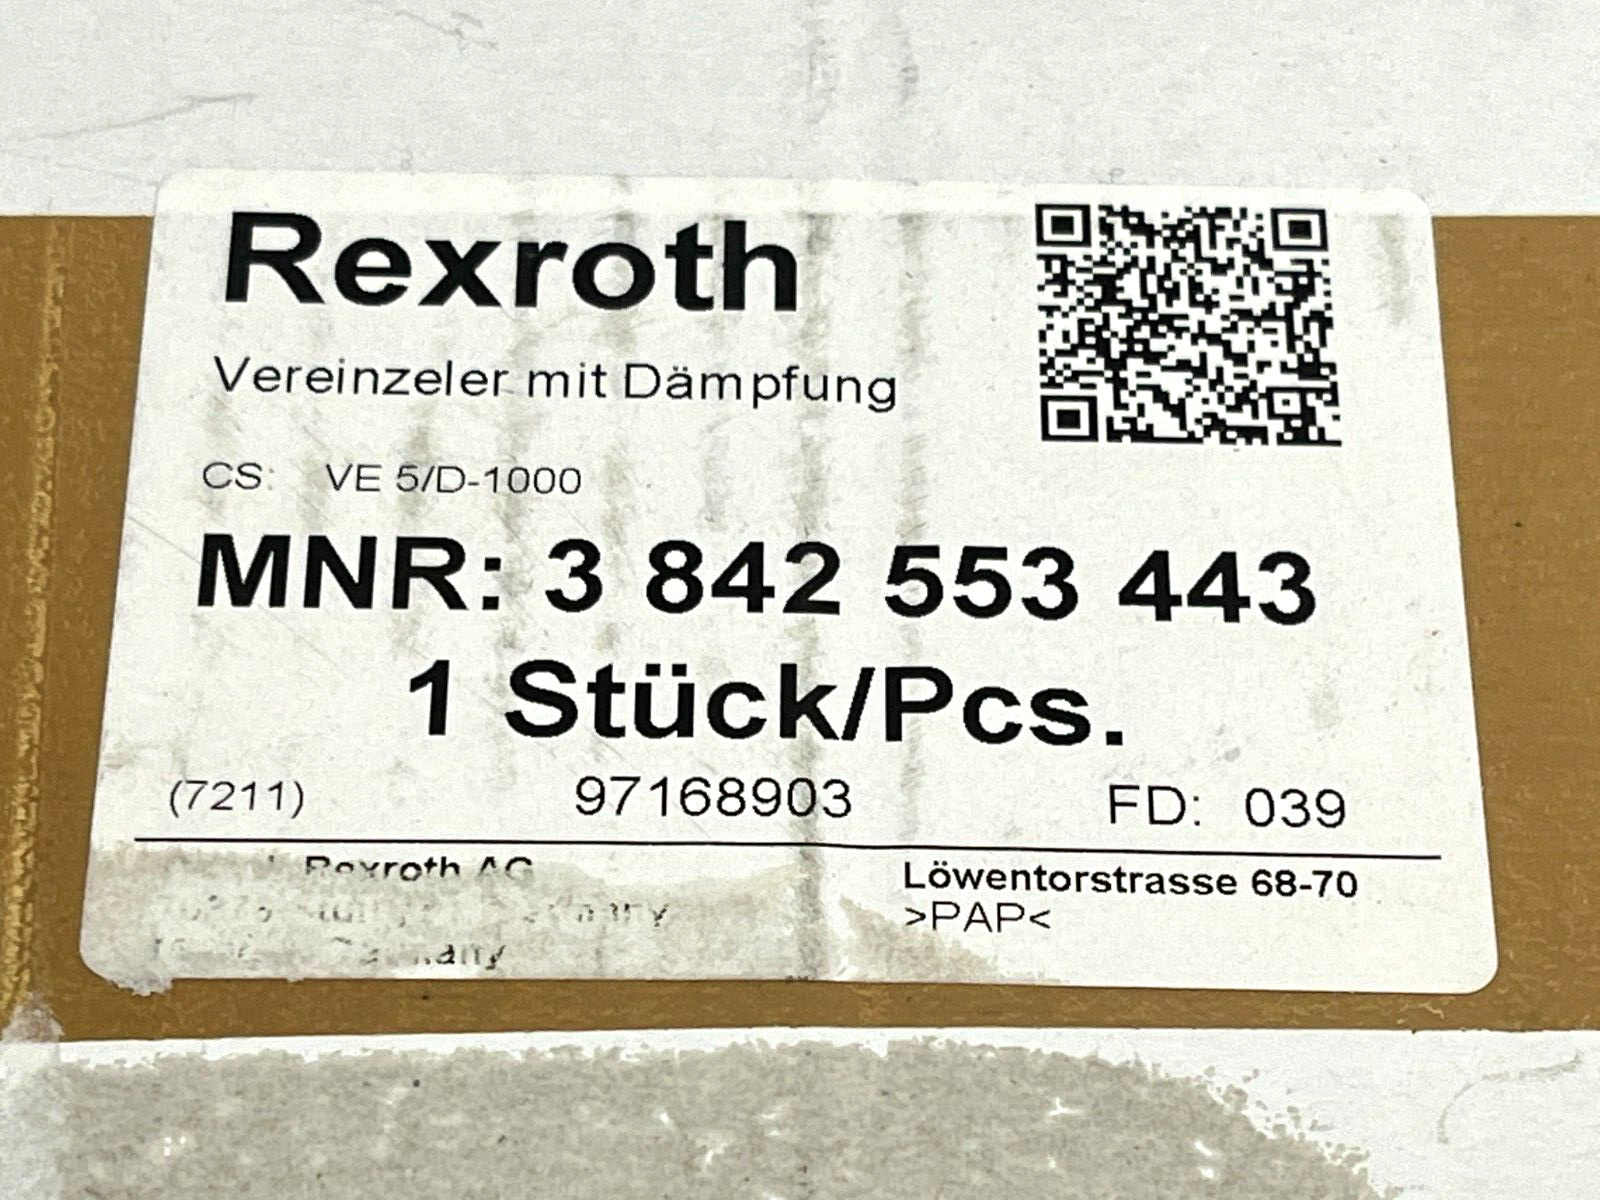 Rexroth
Vereinzeler mit Dämpfung
CS: VE 5/D-1000
MNR: 3 842 553 443
1 Stück/Pcs.
(7211) 97168903 FD: 039
Rexroth AG Löwentorstrasse 68-70
>PAP<